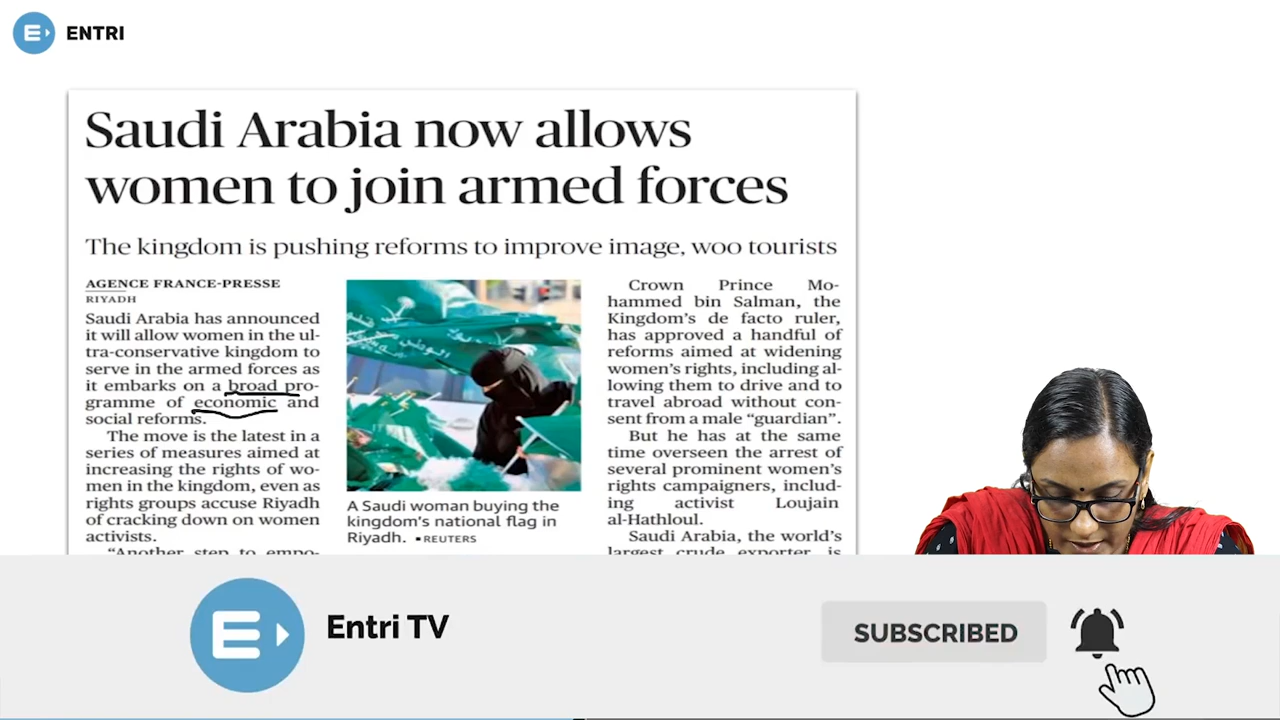 ENTRI
Saudi Arabia now allows
women to join armed forces
The kingdom is pushing reforms to improve image, woo tourists
AGENCE FRANCE-PRESSE
RIYADH
Saudi Arabia has announced
it will allow women in the ul-
tra-conservative kingdom to
serve in the armed forces as
it embarks on a broad pro-
gramme of economic and
social reforms.
The move is the latest in a
series of measures aimed at
increasing the rights of wo-
men in the kingdom, even as
rights groups accuse Riyadh
of cracking down on women
activists.
"Another step to empo-
A Saudi woman buying the
kingdom's national flag in
Riyadh. ▪REUTERS
Crown Prince Mo-
hammed bin Salman, the
Kingdom's de facto ruler,
has approved a handful of
reforms aimed at widening
women's rights, including al-
lowing them to drive and to
travel abroad without con-
sent from a male "guardian".
But he has at the same
time overseen the arrest of
several prominent women's
rights campaigners, includ-
ing activist Loujain
al-Hathloul.
Saudi Arabia, the world's
largest crude exporter, is
Entri TV
SUBSCRIBED